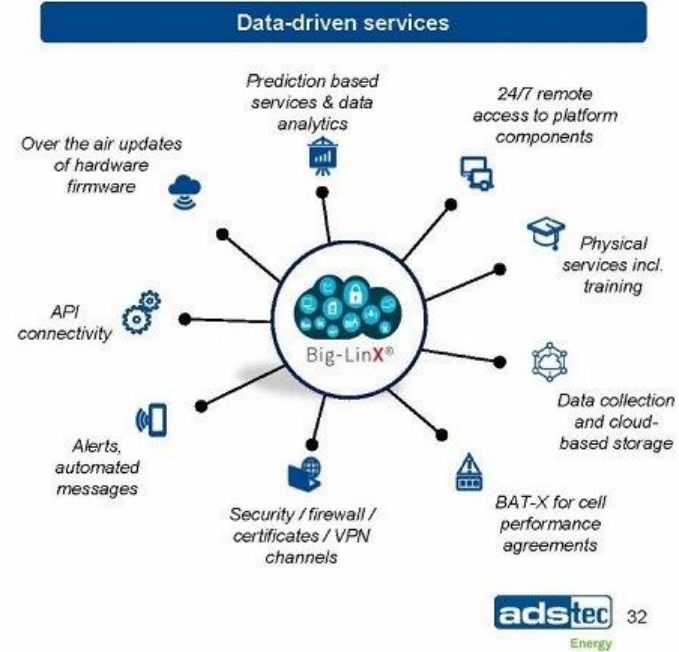 Data-driven services
Prediction based
services & data
analytics
24/7 remote
access to platform
components
Over the air updates
of hardware
firmware
Physical
services incl.
training
API
connectivity
Big-LinX®
Data collection
and cloud-
based storage
Alerts,
automated
messages
BAT-X for cell
performance
agreements
Security / firewall /
certificates / VPN
channels
adstec
Energy
32